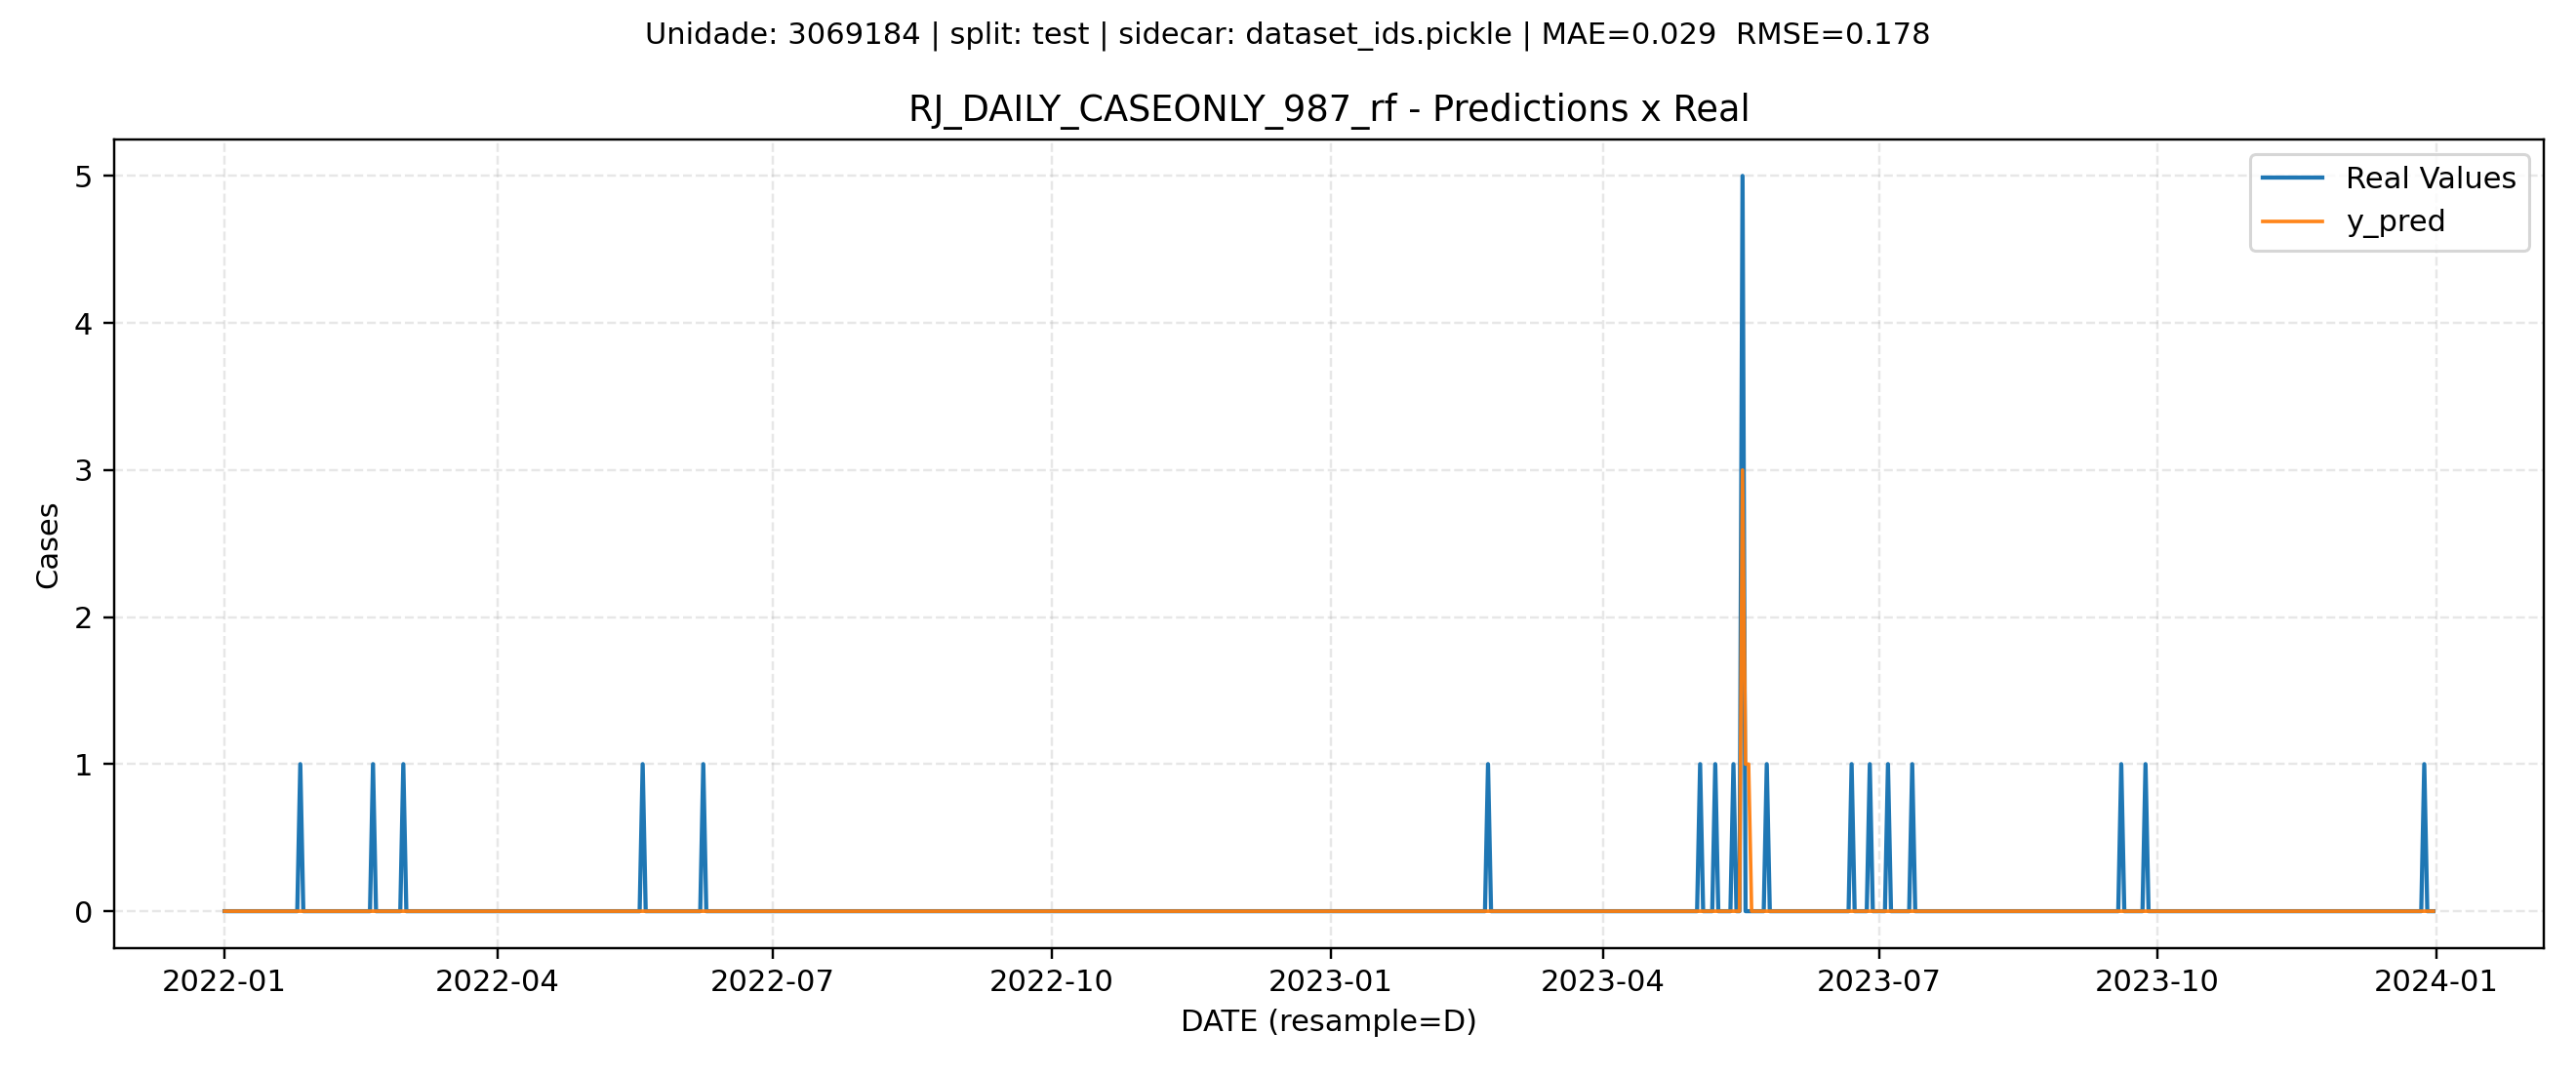 Unidade: 3069184 | split: test | sidecar: dataset_ids.pickle | MAE=0.029  RMSE=0.178
RJ_DAILY_CASEONLY_987_rf - Predictions x Real
Real Values
y_pred
5
4
3
2
1
0
Cases
2022-01
2022-04
2022-07
2022-10
2023-01
2023-04
2023-07
2023-10
2024-01
DATE (resample=D)